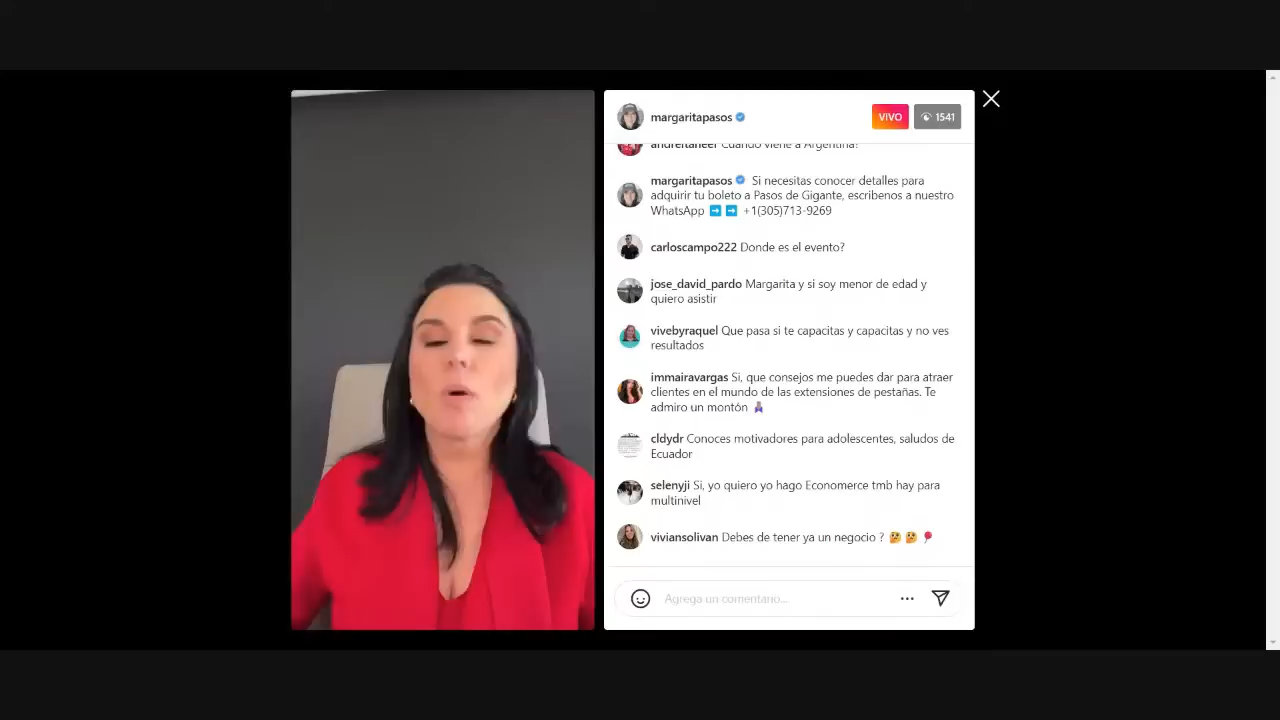 margaritapasos
VIVO
1541
andreitaneer Cuando viene a Argentina?
margaritapasos Si necesitas conocer detalles para
adquirir tu boleto a Pasos de Gigante, escribenos a nuestro
WhatsApp ➡️ ➡️ +1(305)713-9269
carloscampo222 Donde es el evento?
jose_david_pardo Margarita y si soy menor de edad y
quiero asistir
vivebyraquel Que pasa si te capacitas y capacitas y no ves
resultados
immairavargas Si, que consejos me puedes dar para atraer
clientes en el mundo de las extensiones de pestañas. Te
admiro un montón
cldydr Conoces motivadores para adolescentes, saludos de
Ecuador
selenyji Si, yo quiero yo hago Economerce tmb hay para
multinivel
viviansolivan Debes de tener ya un negocio ?
Agrega un comentario...